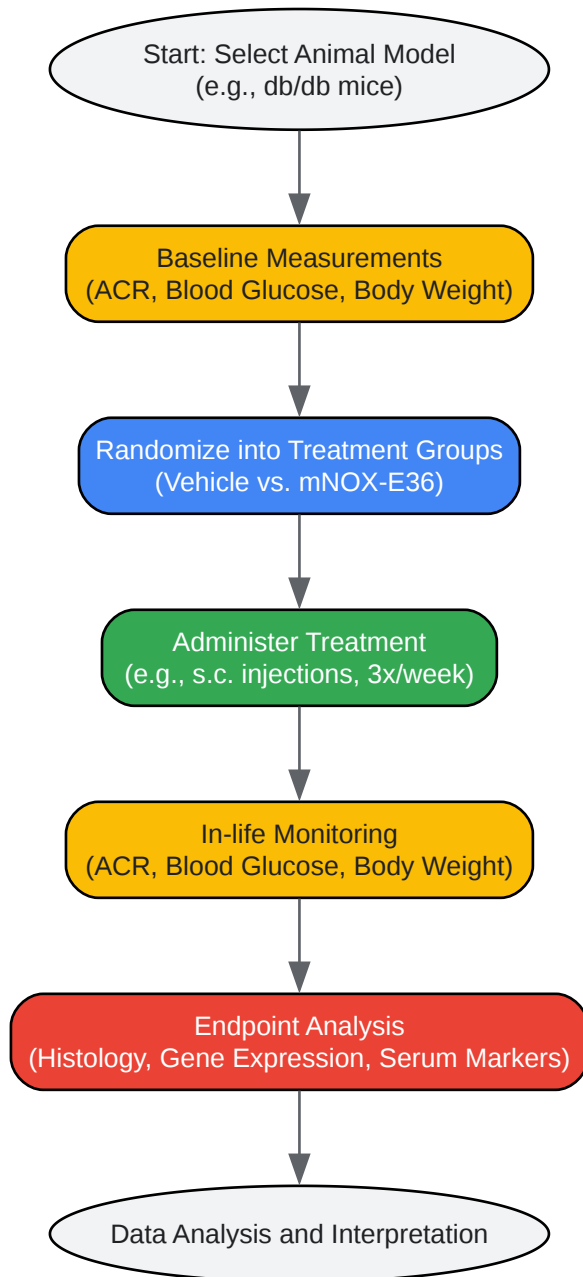 Start: Select Animal Model
(e.g., db/db mice)
Baseline Measurements
(ACR, Blood Glucose, Body Weight)
Randomize into Treatment Groups
(Vehicle vs. mNOX-E36)
Administer Treatment
(e.g., s.c. injections, 3x/week)
In-life Monitoring
(ACR, Blood Glucose, Body Weight)
Endpoint Analysis
(Histology, Gene Expression, Serum Markers)
Data Analysis and Interpretation